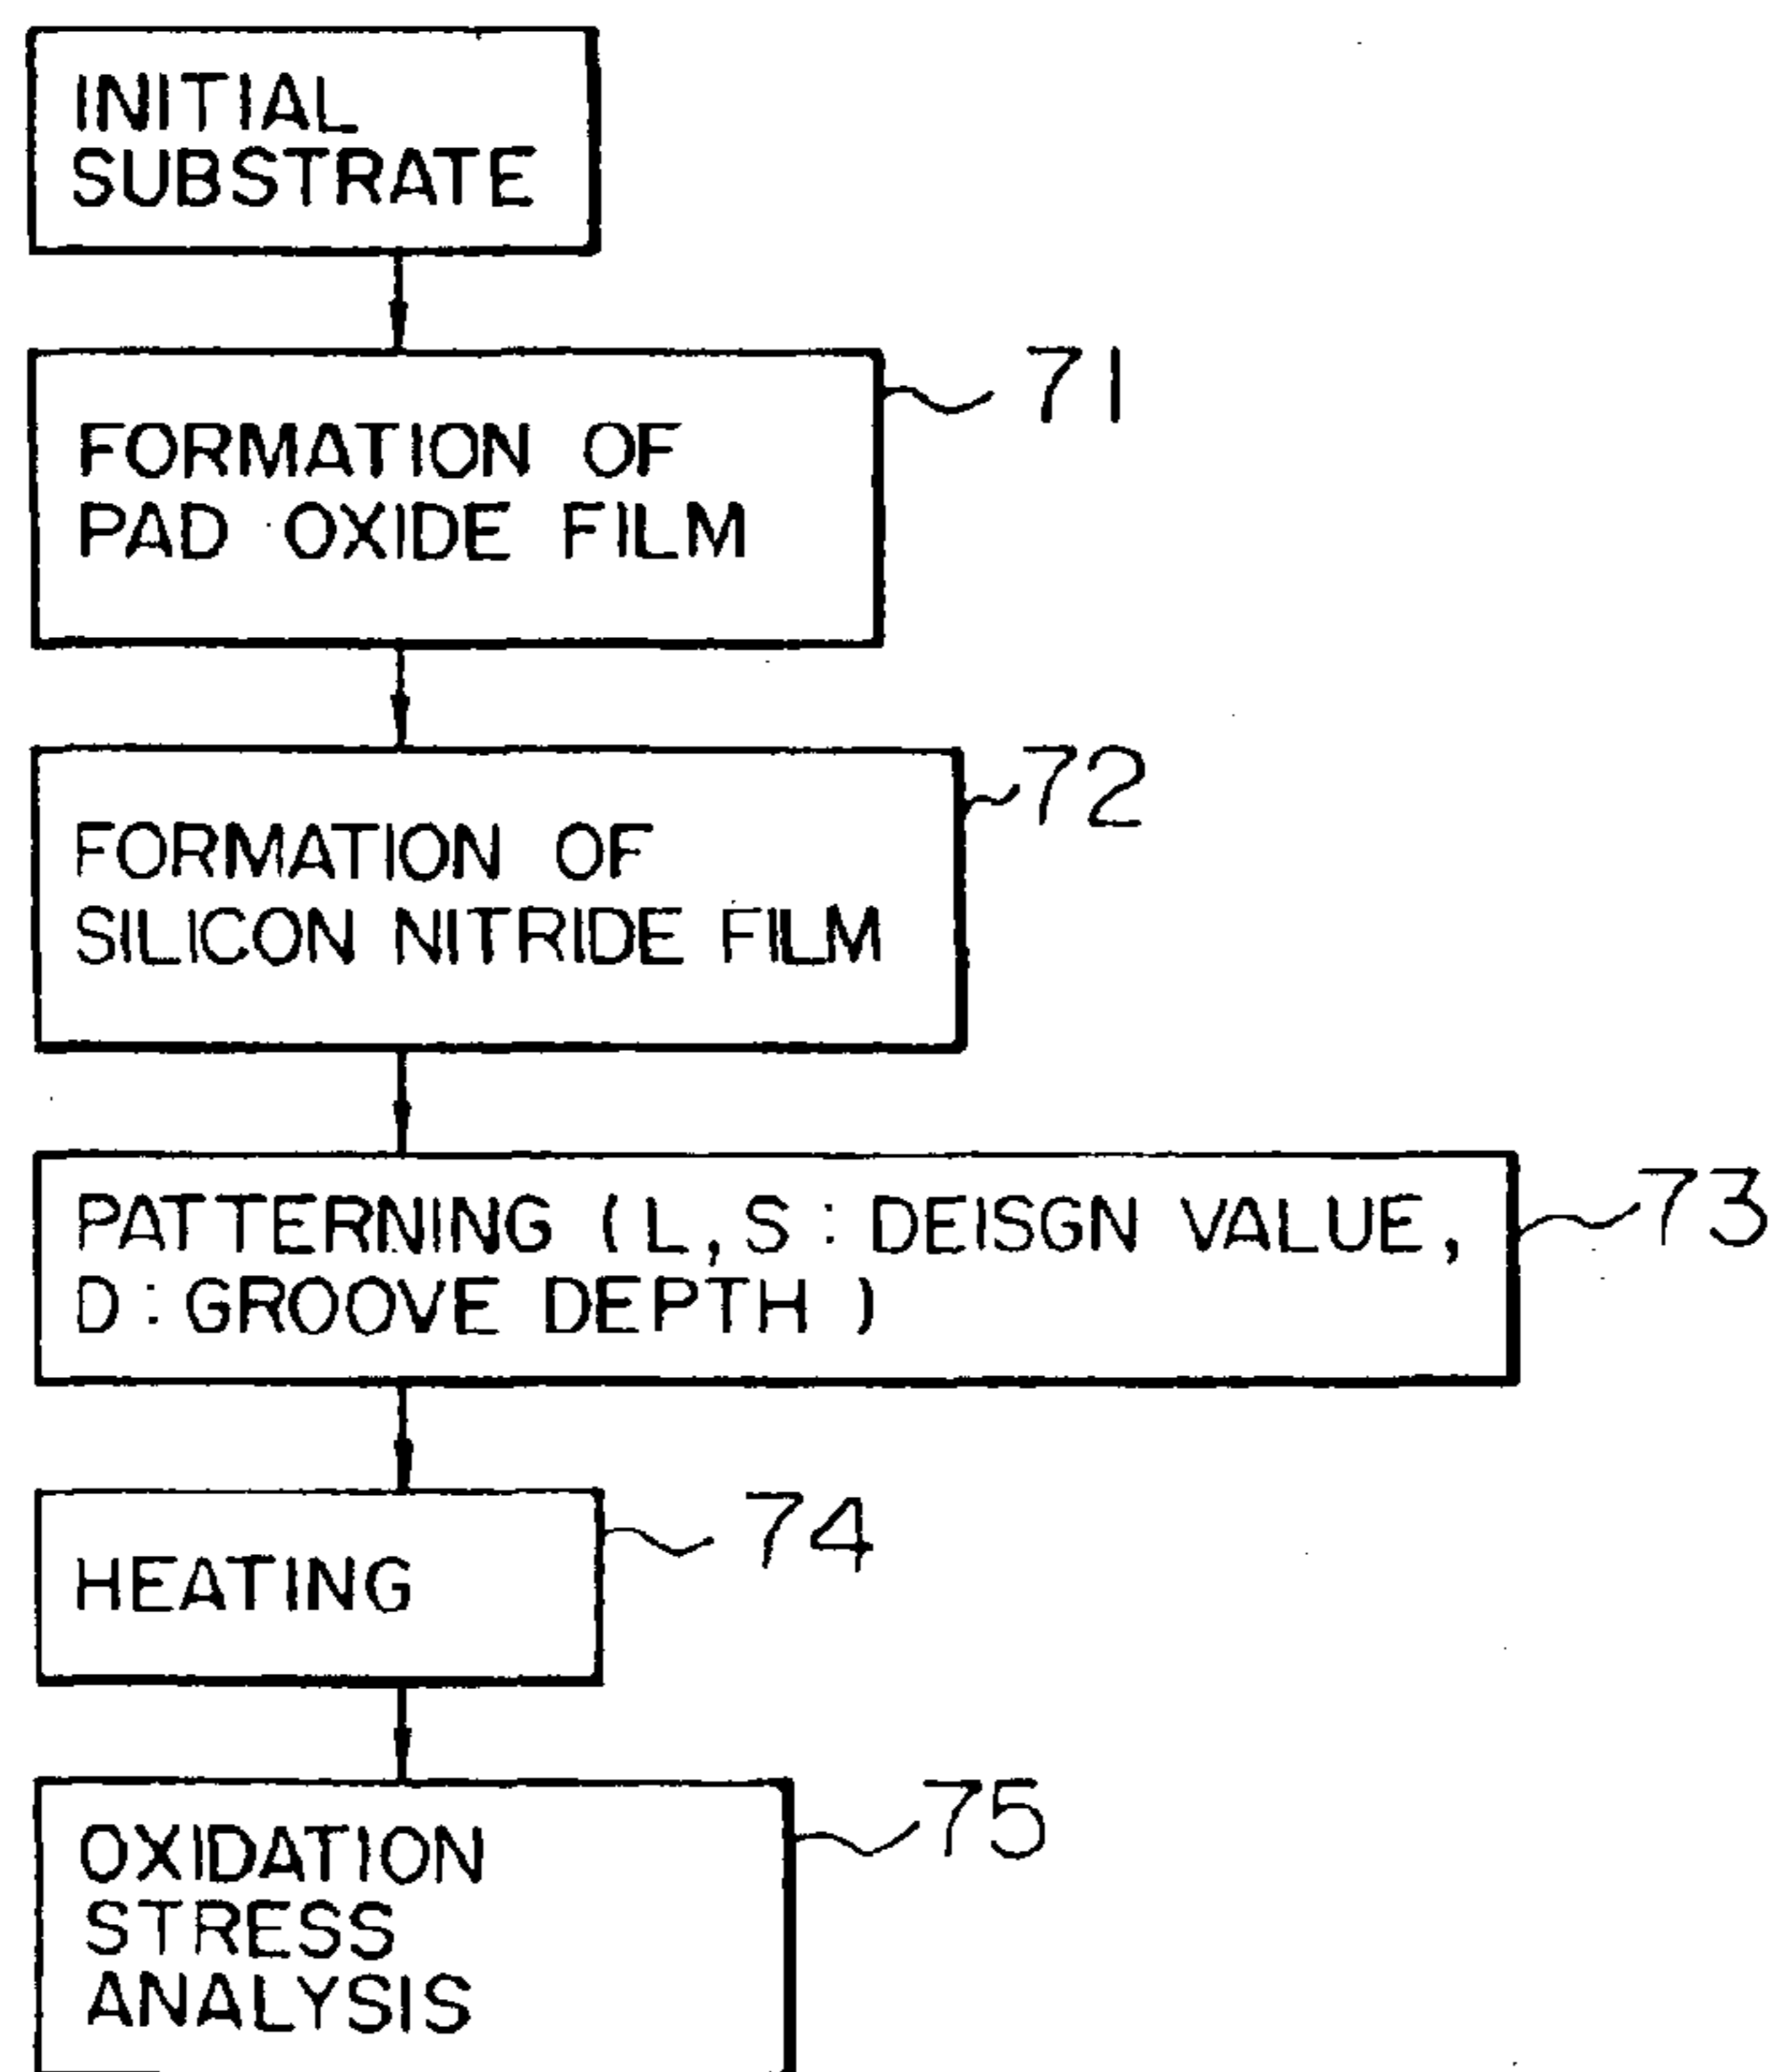 INITIAL
SUBSTRATE
71
FORMATION OF
PAD OXIDE FILM
72
FORMATION OF
SILICON NITRIDE FILM
73
PATTERNING (L,S : DEISGN VALUE,
D : GROOVE DEPTH )
74
HEATING
75
OXIDATION
STRESS
ANALYSIS